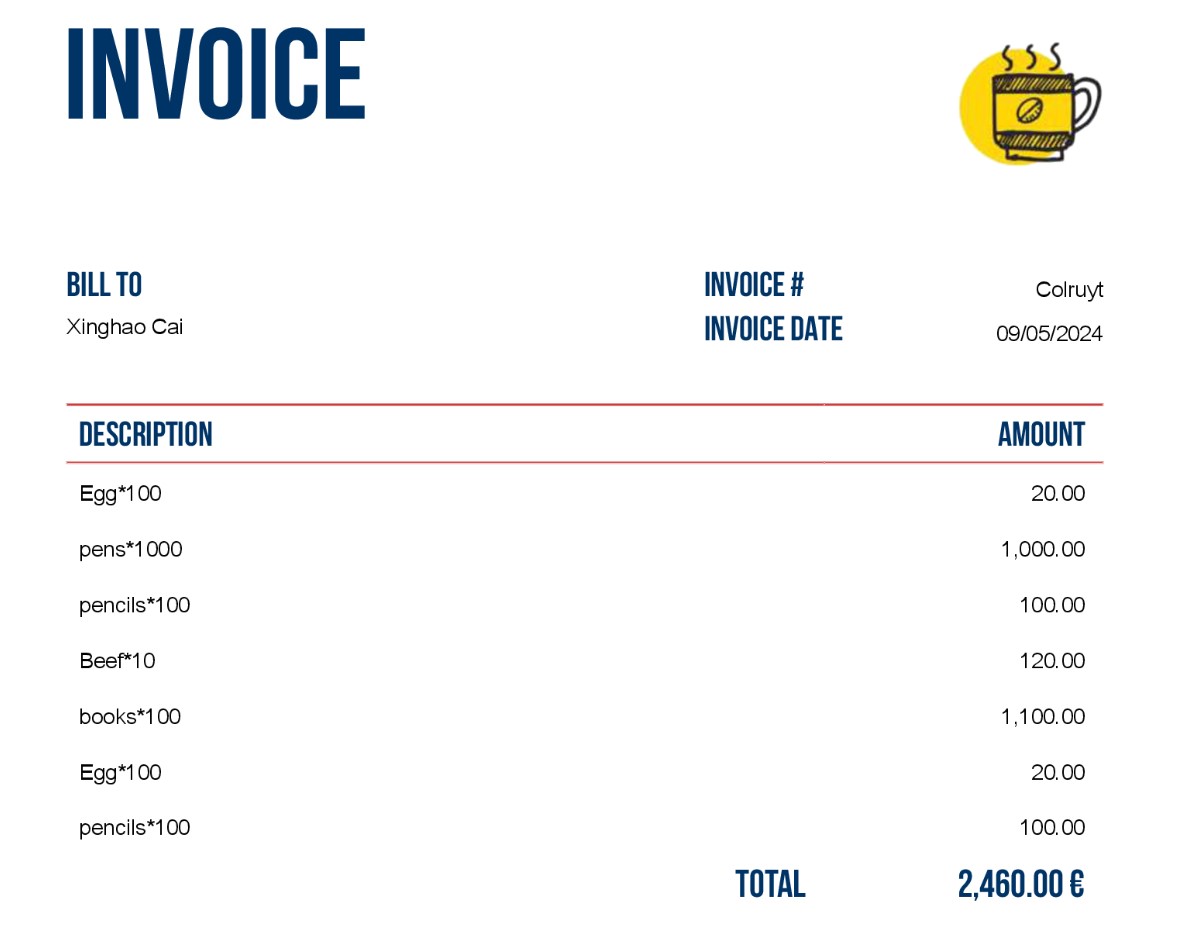 INVOICE
BILL TO
Xinghao Cai
INVOICE # Colruyt
INVOICE DATE 09/05/2024
DESCRIPTION AMOUNT
Egg*100 20.00
pens*1000 1,000.00
pencils*100 100.00
Beef*10 120.00
books*100 1,100.00
Egg*100 20.00
pencils*100 100.00
TOTAL 2,460.00 €